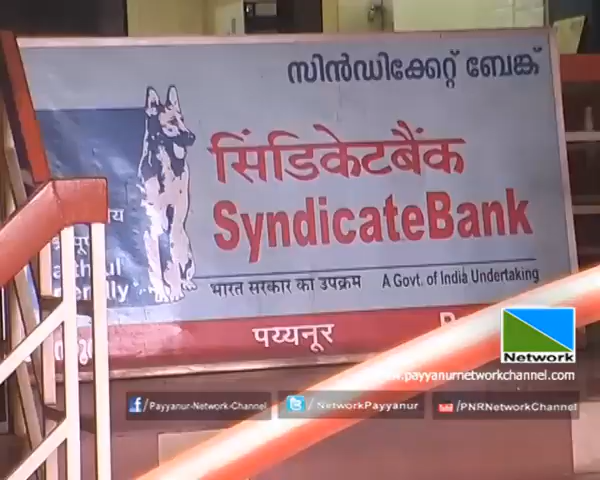 സിൻഡിക്കേറ്റ് ബേങ്ക്
सिंडिकेटबैंक
SyndicateBank
भारत सरकार का उपक्रम A Govt. of India Undertaking
पय्यनूर
Network
www.payyanurnetworkchannel.com
/Payyanur-Network-Channel /NetworkPayyanur /PNRNetworkChannel